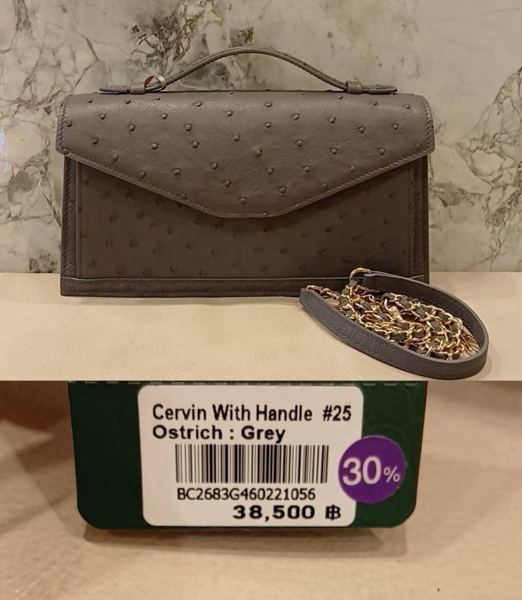 Cervin With Handle #25
Ostrich : Grey
30%
BC2683G460221056
38,500 ฿